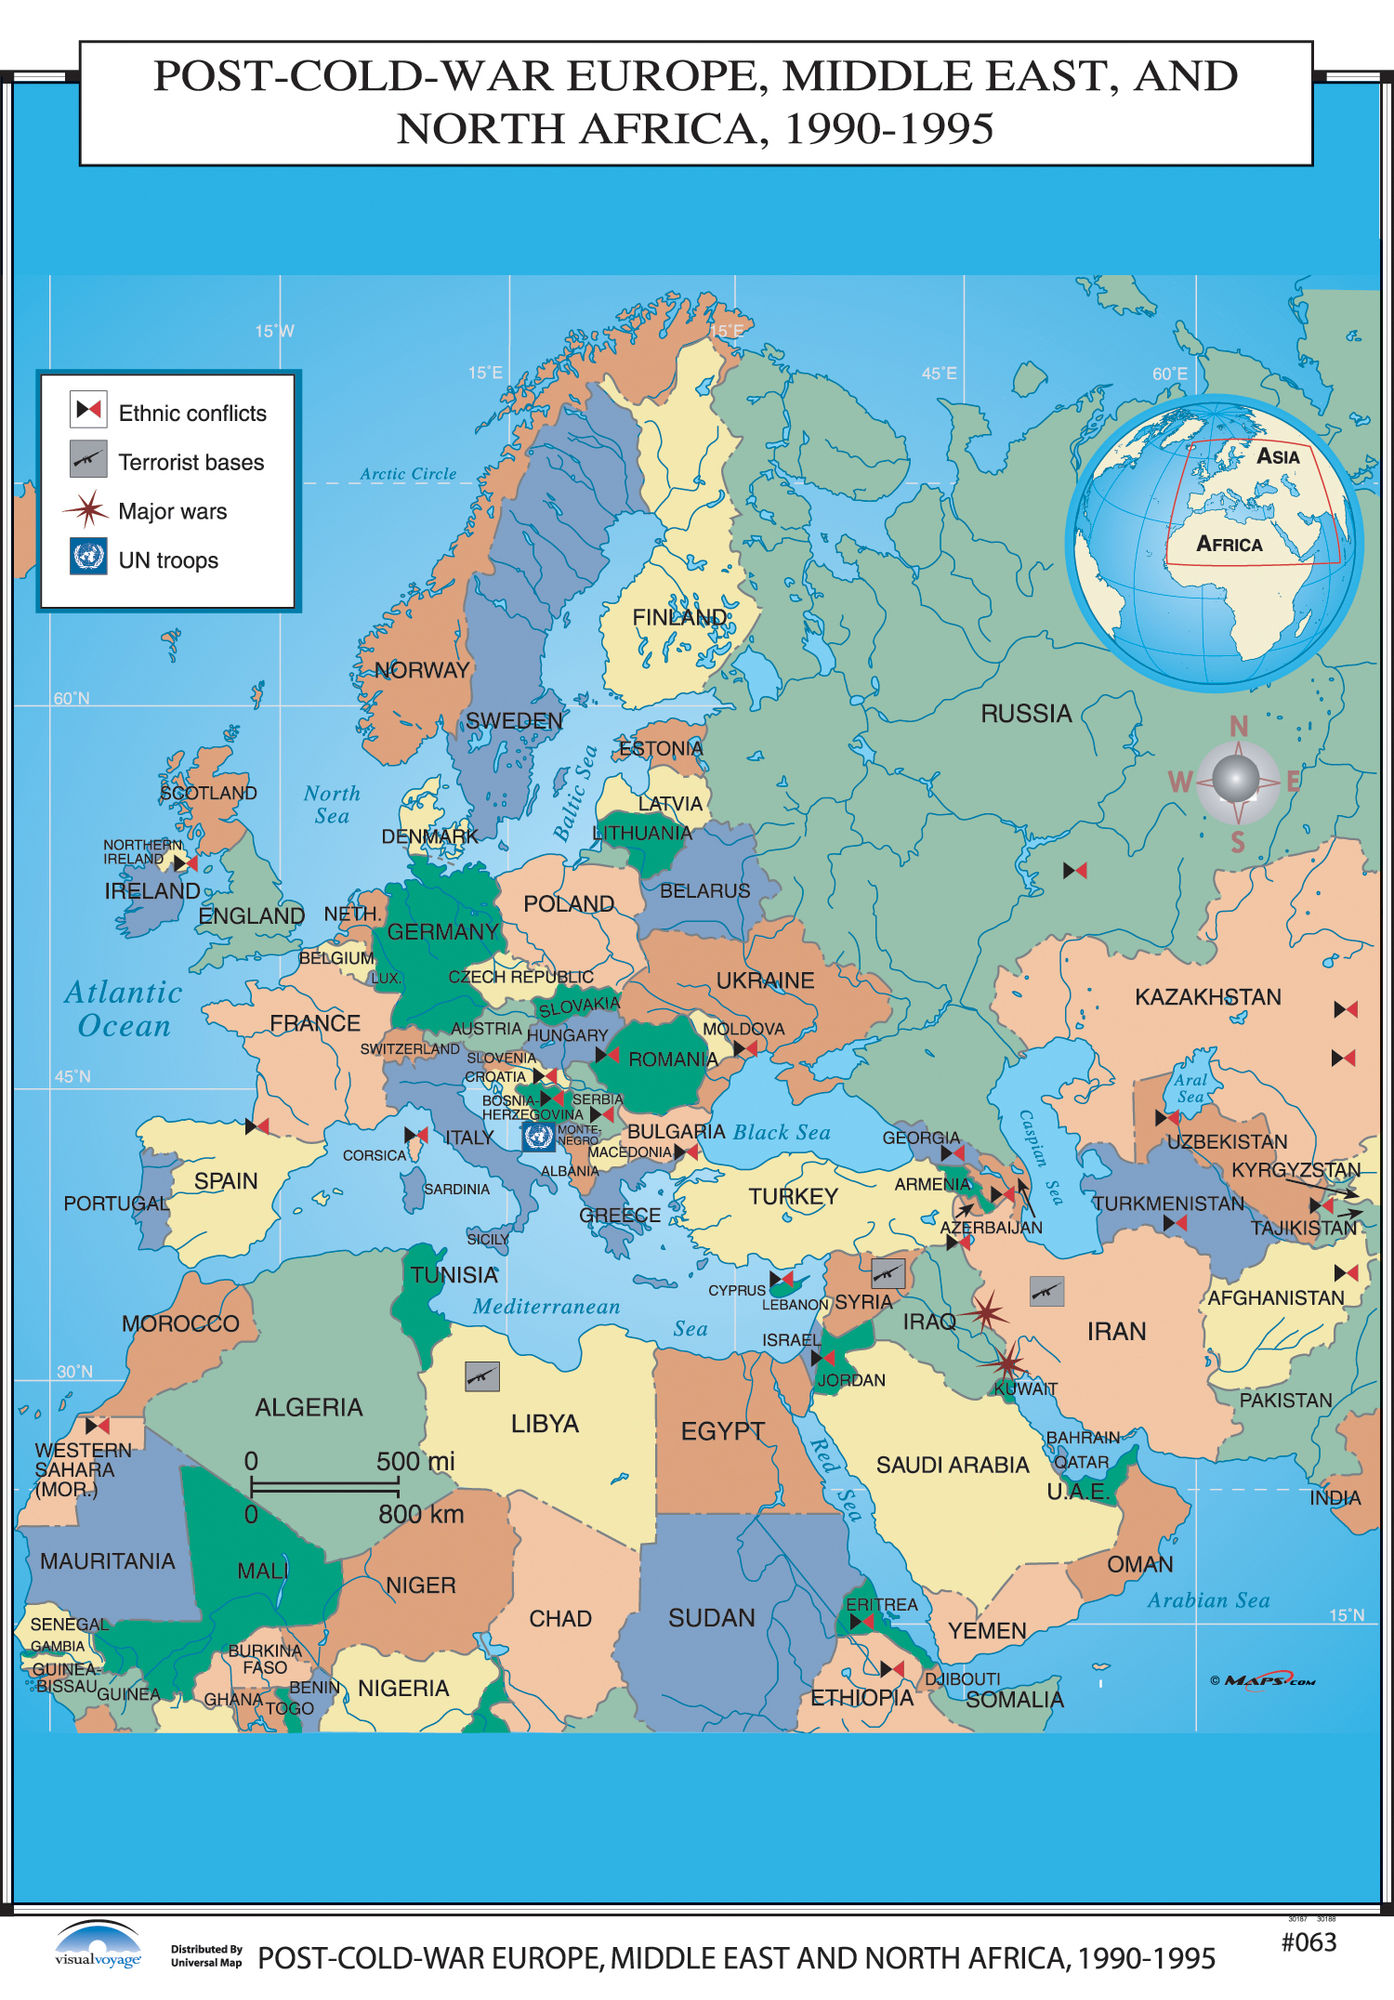 POST-COLD-WAR EUROPE, MIDDLE EAST, AND
NORTH AFRICA, 1990-1995
15°W
15°E
15°E
45°E
60°E
Ethnic conflicts
Terrorist bases
Major wars
UN troops
Arctic Circle
ASIA
AFRICA
FINLAND
NORWAY
60°N
SWEDEN
RUSSIA
N
W
E
S
ESTONIA
North
Sea
Baltic Sea
SCOTLAND
LATVIA
DENMARK
LITHUANIA
NORTHERN
IRELAND
IRELAND
ENGLAND
BELARUS
NETH.
POLAND
GERMANY
BELGIUM
LUX.
CZECH REPUBLIC
UKRAINE
Atlantic
Ocean
KAZAKHSTAN
SLOVAKIA
FRANCE
AUSTRIA
HUNGARY
MOLDOVA
SWITZERLAND
SLOVENIA
ROMANIA
45°N
CROATIA
Aral
Sea
BOSNIA-
HERZEGOVINA
SERBIA
MONTE-
NEGRO
BULGARIA
Black Sea
Caspian Sea
ITALY
CORSICA
GEORGIA
UZBEKISTAN
MACEDONIA
ALBANIA
KYRGYZSTAN
SPAIN
SARDINIA
ARMENIA
TURKEY
PORTUGAL
TURKMENISTAN
GREECE
AZERBAIJAN
TAJIKISTAN
SICILY
TUNISIA
CYPRUS
LEBANON
SYRIA
AFGHANISTAN
Mediterranean
Sea
MOROCCO
IRAQ
IRAN
ISRAEL
30°N
JORDAN
KUWAIT
PAKISTAN
ALGERIA
LIBYA
EGYPT
BAHRAIN
WESTERN
SAHARA
(MOR.)
QATAR
SAUDI ARABIA
Red Sea
U.A.E.
INDIA
0 500 mi
0 800 km
MAURITANIA
MALI
NIGER
OMAN
Arabian Sea
CHAD
SUDAN
ERITREA
15°N
SENEGAL
YEMEN
GAMBIA
BURKINA
FASO
GUINEA-
BISSAU
GUINEA
BENIN
NIGERIA
DJIBOUTI
GHANA
TOGO
ETHIOPIA
SOMALIA
© MAPS.COM
30187 30188
visualvoyage
Distributed By
Universal Map
POST-COLD-WAR EUROPE, MIDDLE EAST AND NORTH AFRICA, 1990-1995
#063